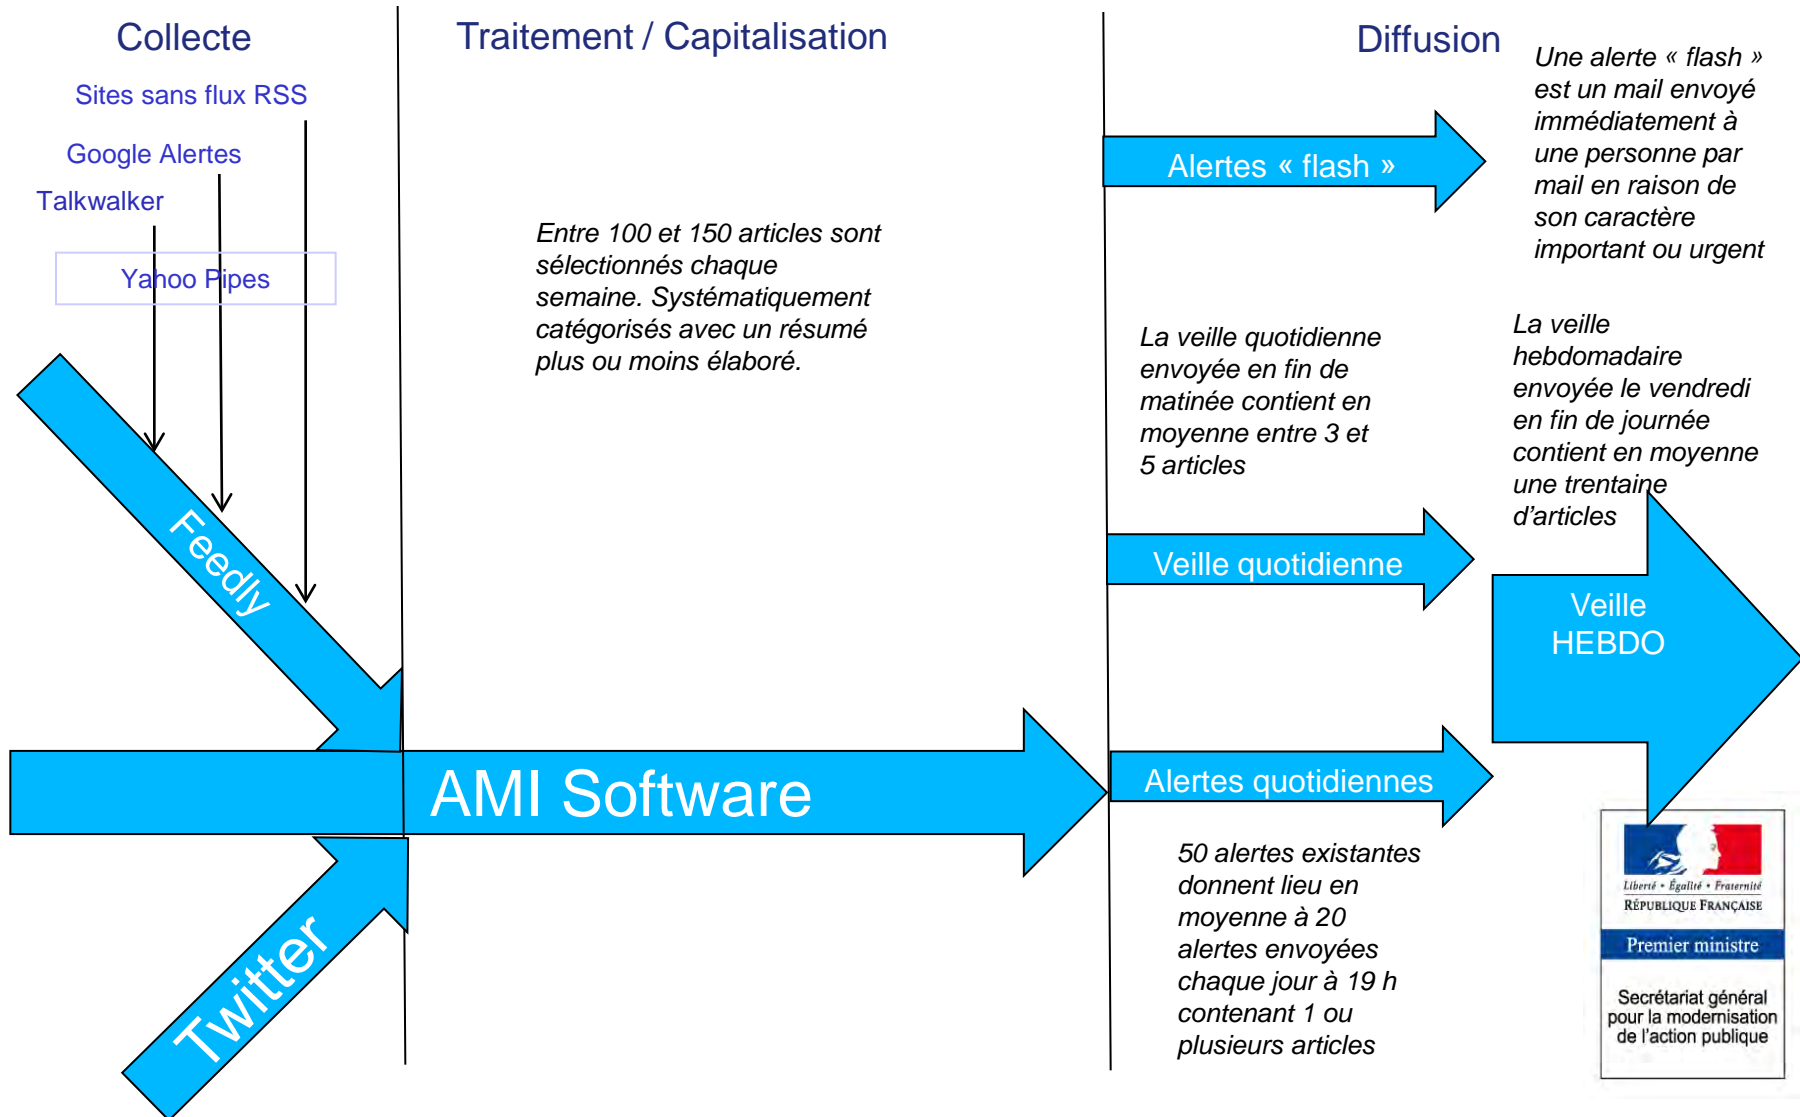 Collecte
Sites sans flux RSS
Google Alertes
Talkwalker
Yahoo Pipes
Feedly
Twitter
Traitement / Capitalisation
Entre 100 et 150 articles sont
sélectionnés chaque
semaine. Systématiquement
catégorisés avec un résumé
plus ou moins élaboré.
AMI Software
Diffusion
Alertes « flash »
Une alerte « flash »
est un mail envoyé
immédiatement à
une personne par
mail en raison de
son caractère
important ou urgent
La veille quotidienne
envoyée en fin de
matinée contient en
moyenne entre 3 et
5 articles
Veille quotidienne
La veille
hebdomadaire
envoyée le vendredi
en fin de journée
contient en moyenne
une trentaine
d'articles
Veille
HEBDO
Alertes quotidiennes
50 alertes existantes
donnent lieu en
moyenne à 20
alertes envoyées
chaque jour à 19 h
contenant 1 ou
plusieurs articles
Liberté • Égalité • Fraternité
RÉPUBLIQUE FRANÇAISE
Premier ministre
Secrétariat général
pour la modernisation
de l'action publique